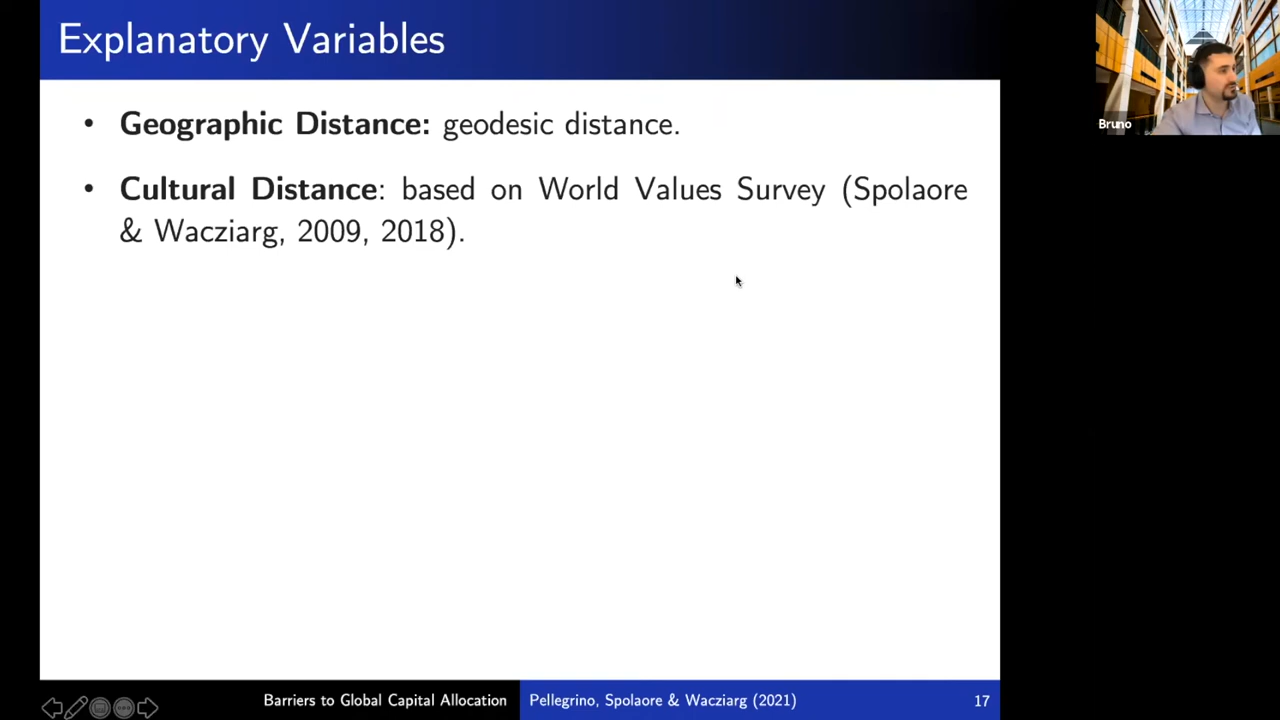 Explanatory Variables
• Geographic Distance: geodesic distance.
• Cultural Distance: based on World Values Survey (Spolaore
& Wacziarg, 2009, 2018).
Bruno
Barriers to Global Capital Allocation
Pellegrino, Spolaore & Wacziarg (2021)
17